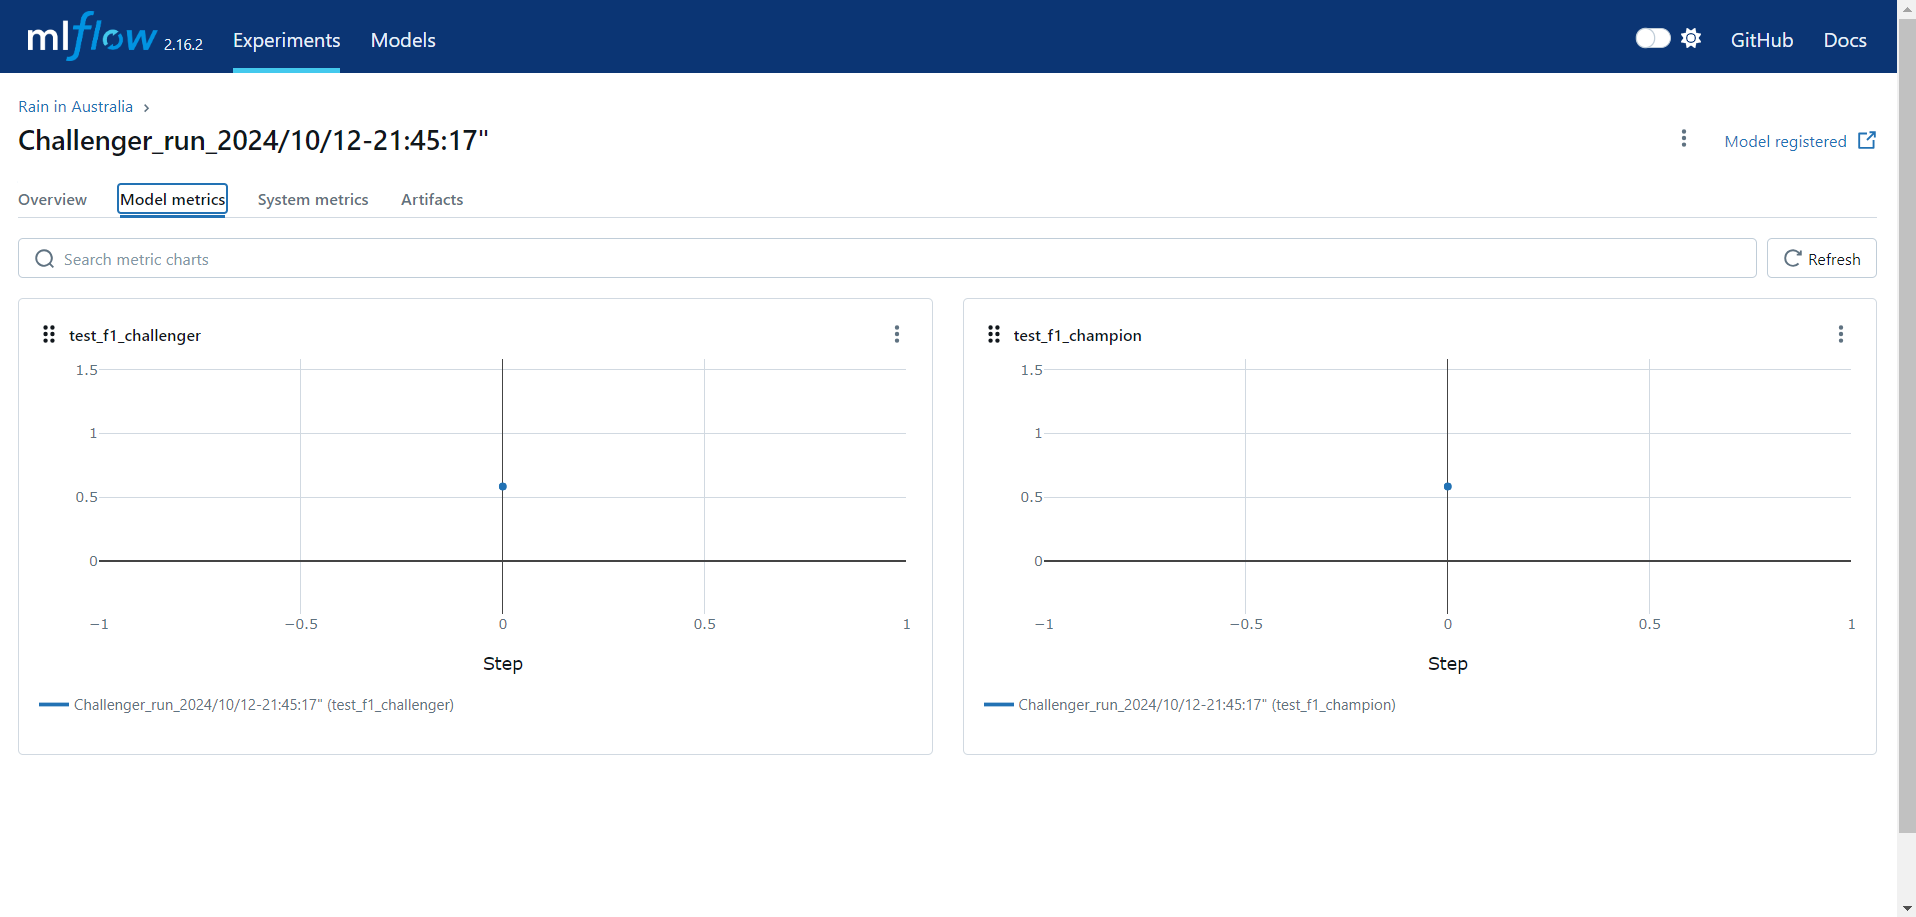 mlflow 2.16.2 Experiments Models GitHub Docs
Rain in Australia
Challenger_run_2024/10/12-21:45:17"
Model registered
Overview Model metrics System metrics Artifacts
Search metric charts
Refresh
test_f1_challenger
1.5
1
0.5
0
−1 −0.5 0 0.5 1
Step
Challenger_run_2024/10/12-21:45:17" (test_f1_challenger)
test_f1_champion
1.5
1
0.5
0
−1 −0.5 0 0.5 1
Step
Challenger_run_2024/10/12-21:45:17" (test_f1_champion)